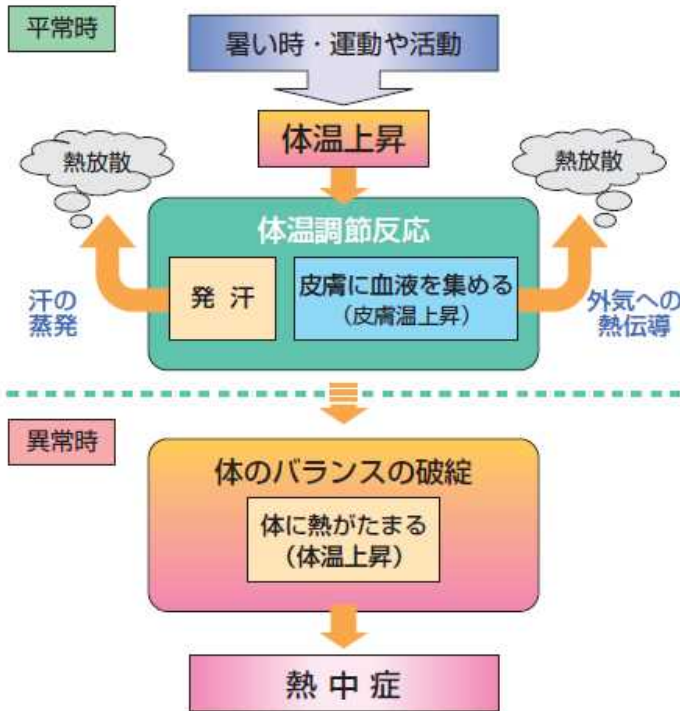 平常時
暑い時・運動や活動
体温上昇
熱放散
熱放散
体温調節反応
発汗
皮膚に血液を集める
（皮膚温上昇）
汗の
蒸発
外気への
熱伝導
異常時
体のバランスの破綻
体に熱がたまる
（体温上昇）
熱中症